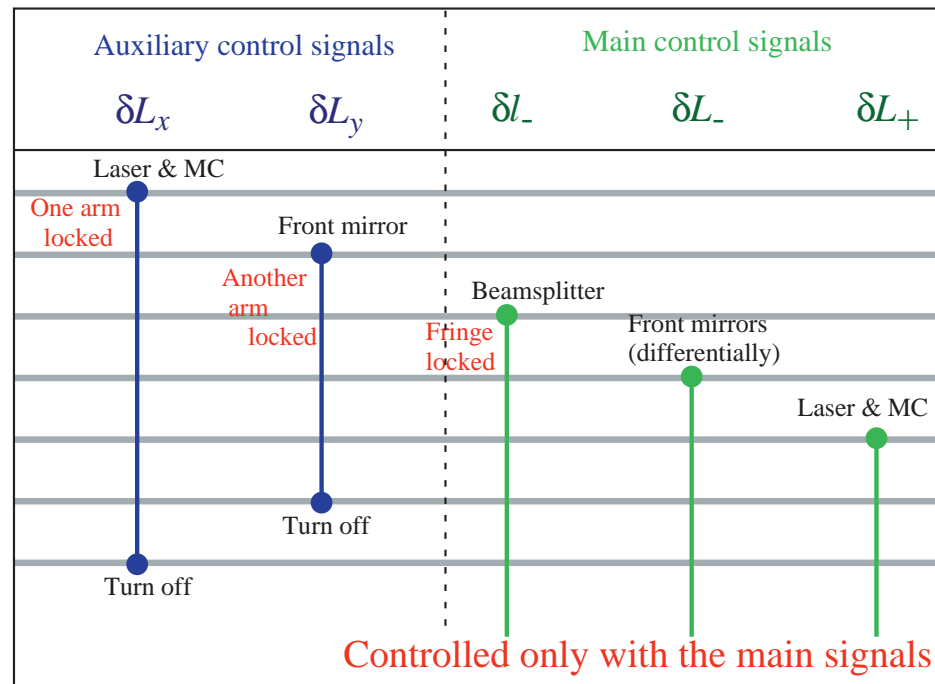 Auxiliary control signals
Main control signals
δLx
δLy
δl-
δL-
δL+
Laser & MC
One arm
locked
Front mirror
Another
arm
locked
Beamsplitter
Fringe
locked
Front mirrors
(differentially)
Laser & MC
Turn off
Turn off
Controlled only with the main signals